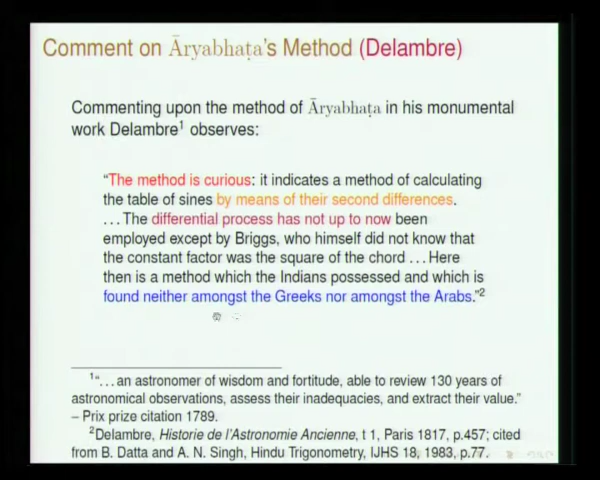 Comment on Āryabhaṭa's Method (Delambre)
Commenting upon the method of Āryabhaṭa in his monumental
work Delambre¹ observes:
“The method is curious: it indicates a method of calculating
the table of sines by means of their second differences.
...The differential process has not up to now been
employed except by Briggs, who himself did not know that
the constant factor was the square of the chord ...Here
then is a method which the Indians possessed and which is
found neither amongst the Greeks nor amongst the Arabs.”²
¹“...an astronomer of wisdom and fortitude, able to review 130 years of
astronomical observations, assess their inadequacies, and extract their value.”
– Prix prize citation 1789.
²Delambre, Historie de l'Astronomie Ancienne, t 1, Paris 1817, p.457; cited
from B. Datta and A. N. Singh, Hindu Trigonometry, IJHS 18, 1983, p.77.